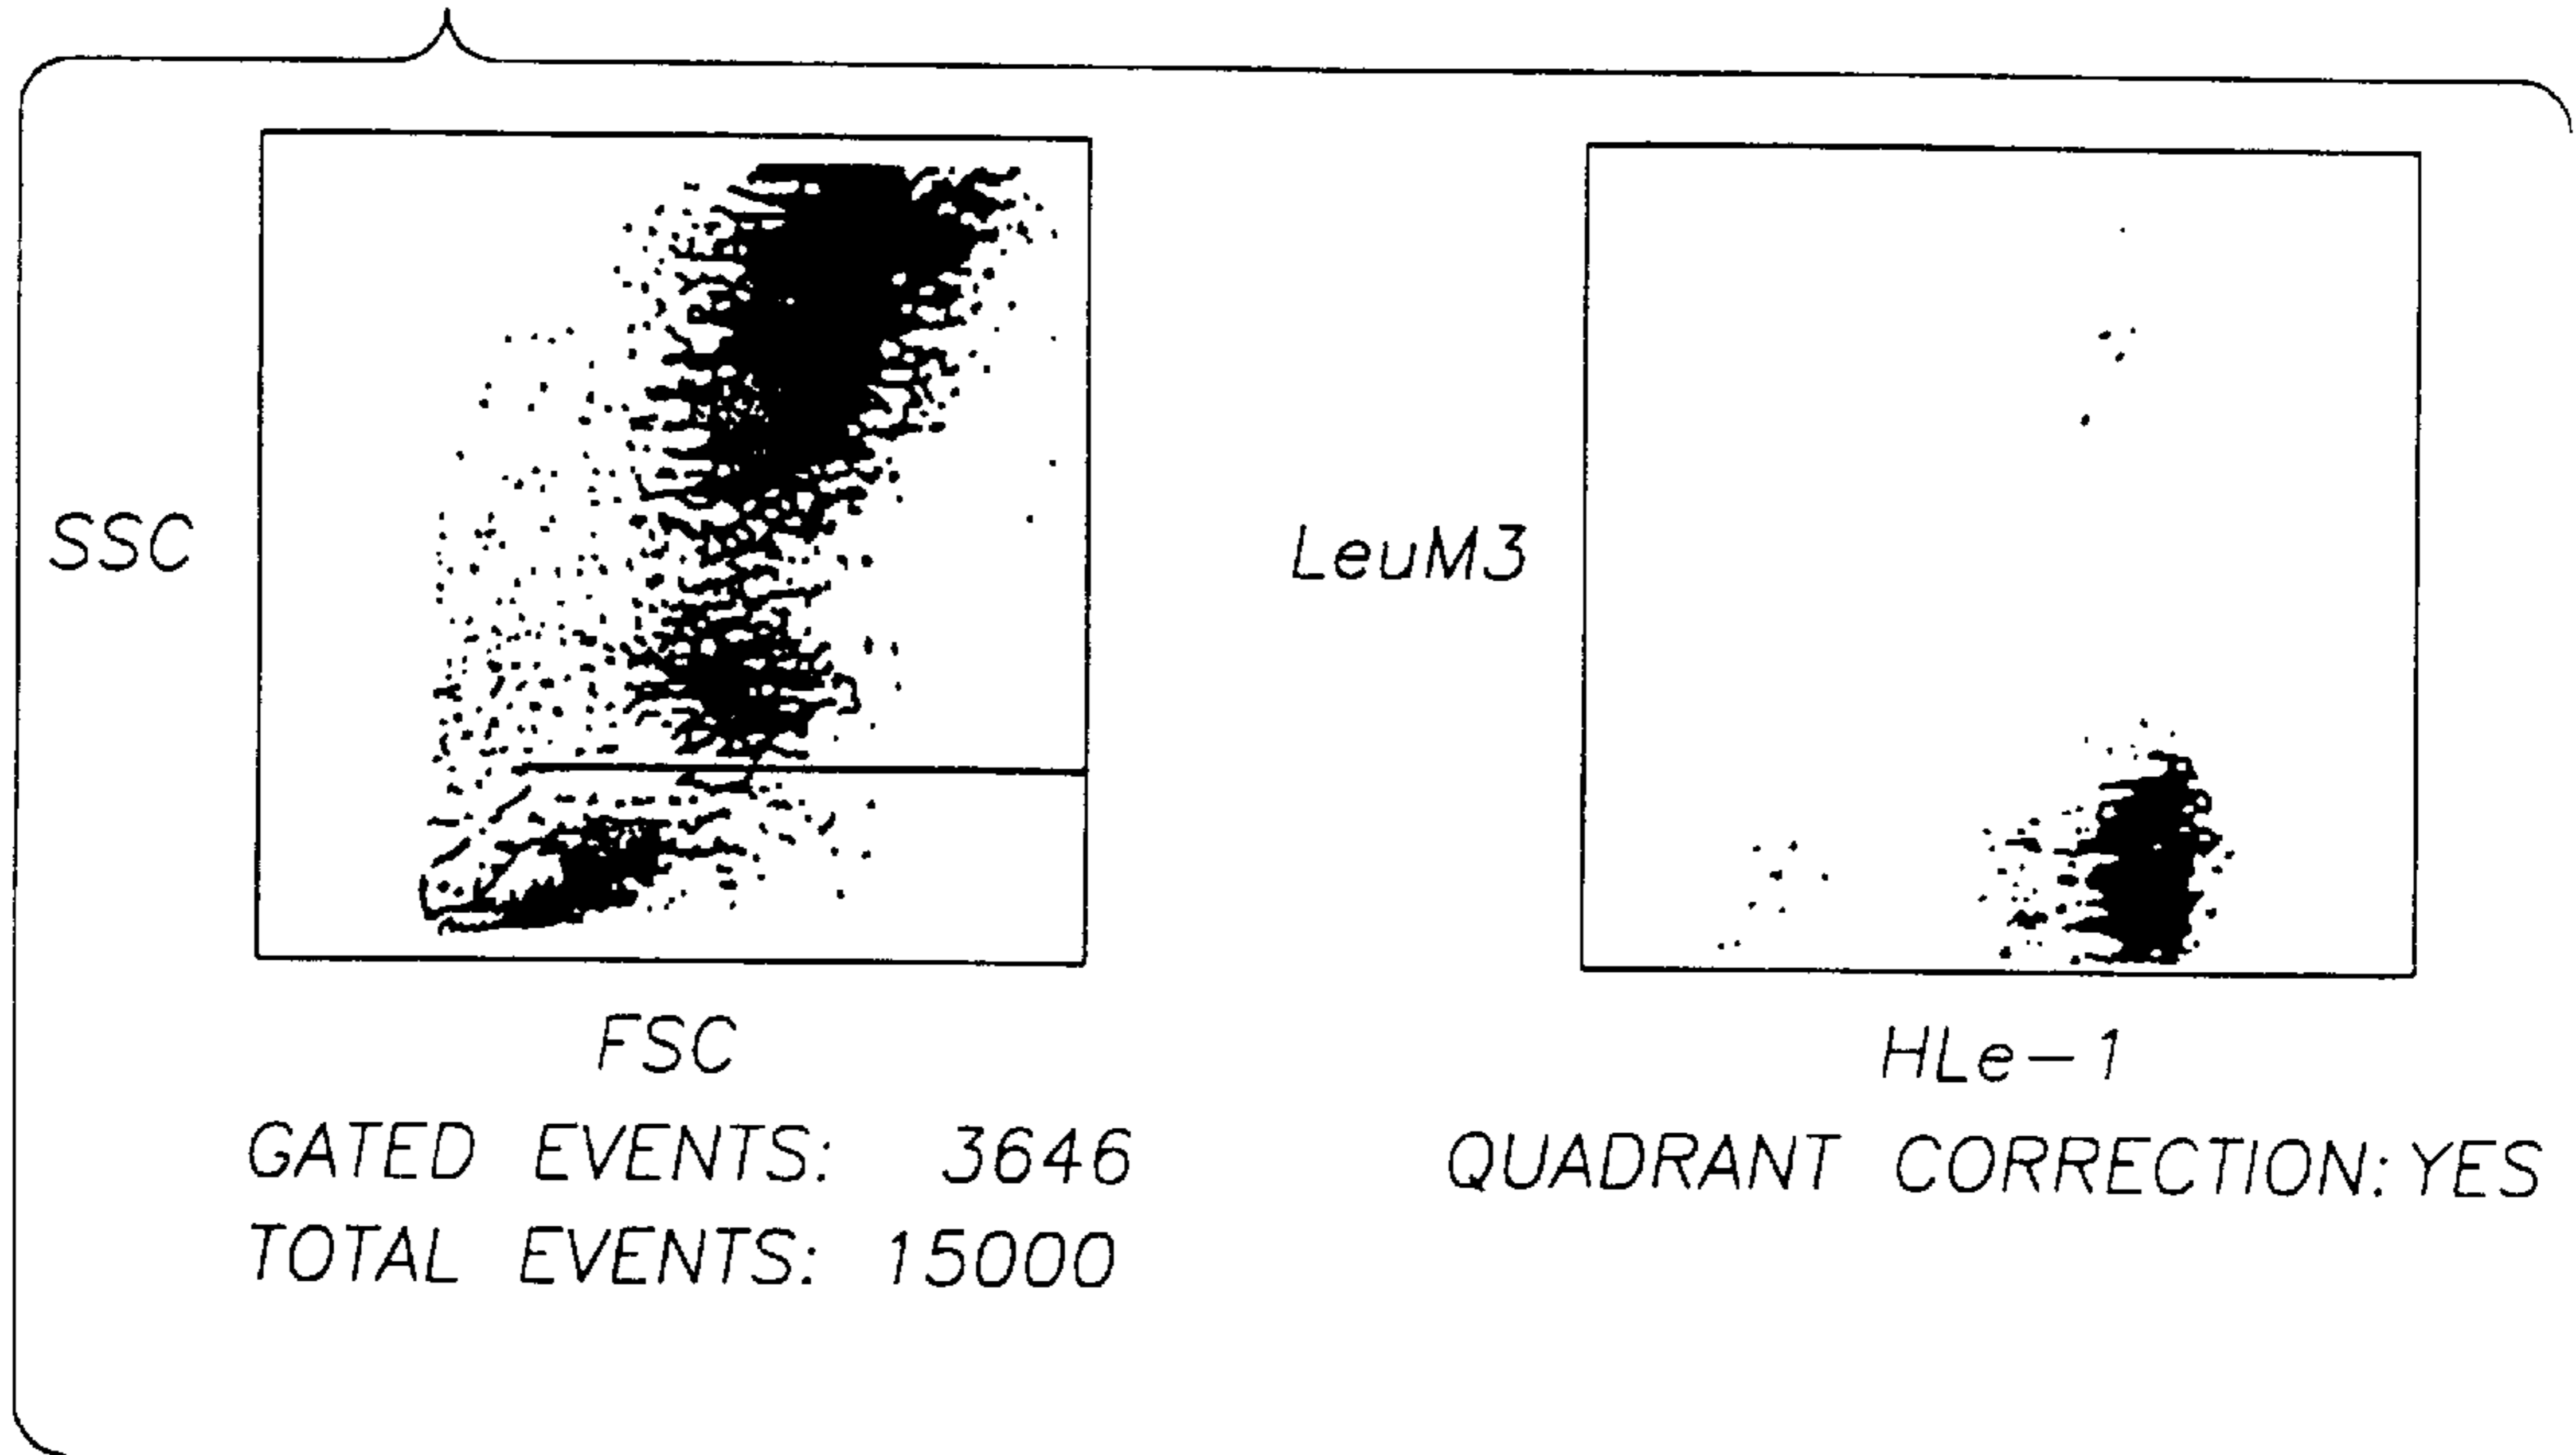 SSC
LeuM3
FSC
HLe-1
GATED EVENTS: 3646
QUADRANT CORRECTION: YES
TOTAL EVENTS: 15000